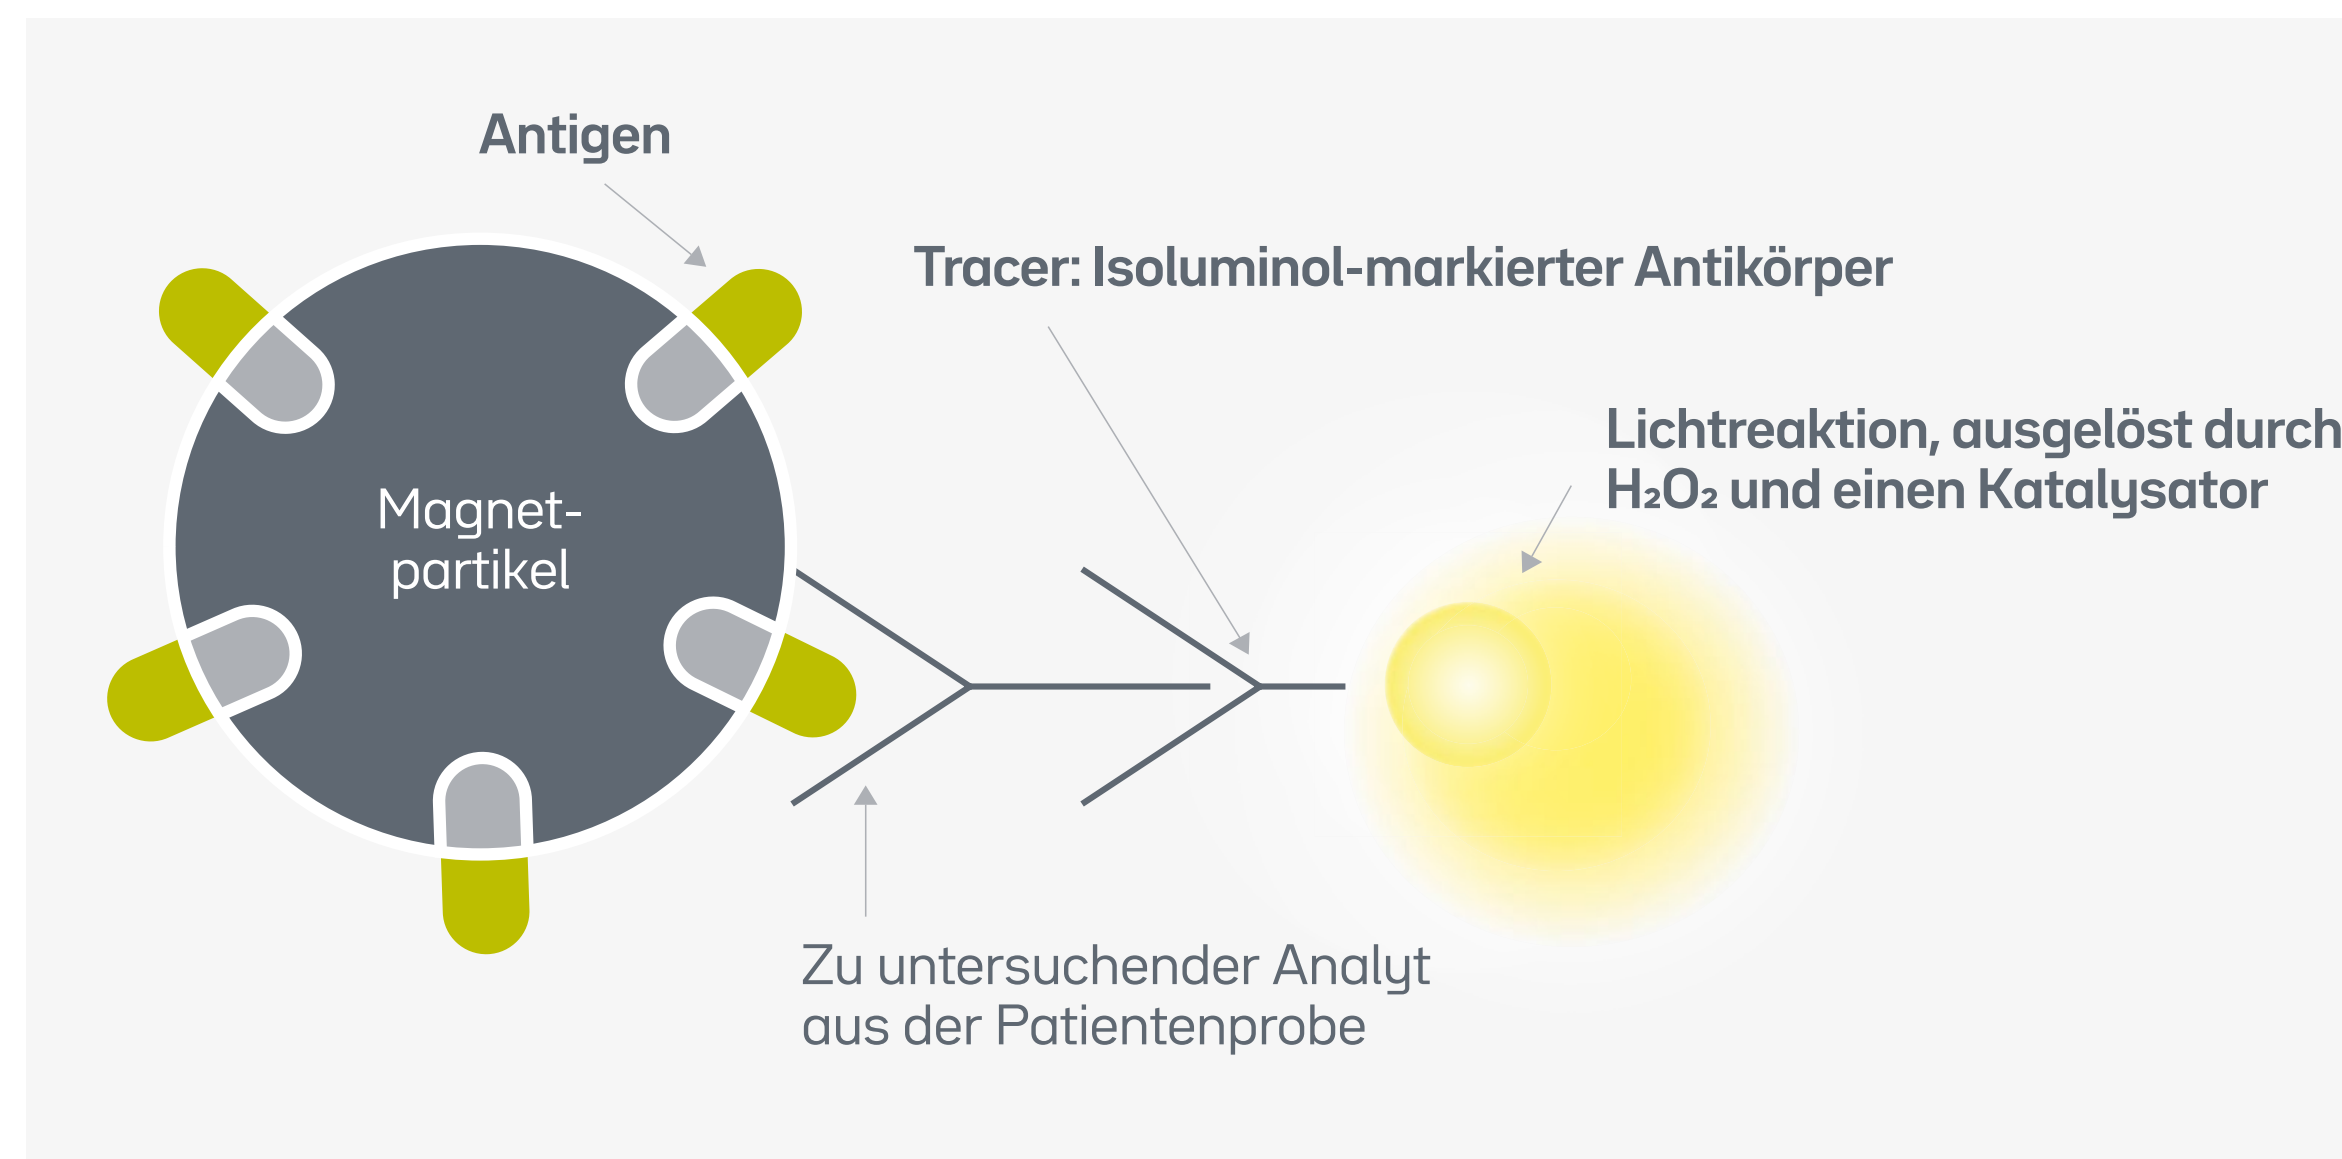 Antigen
Tracer: Isoluminol-markierter Antikörper
Lichtreaktion, ausgelöst durch
H₂O₂ und einen Katalysator
Magnet-
partikel
Zu untersuchender Analyt
aus der Patientenprobe